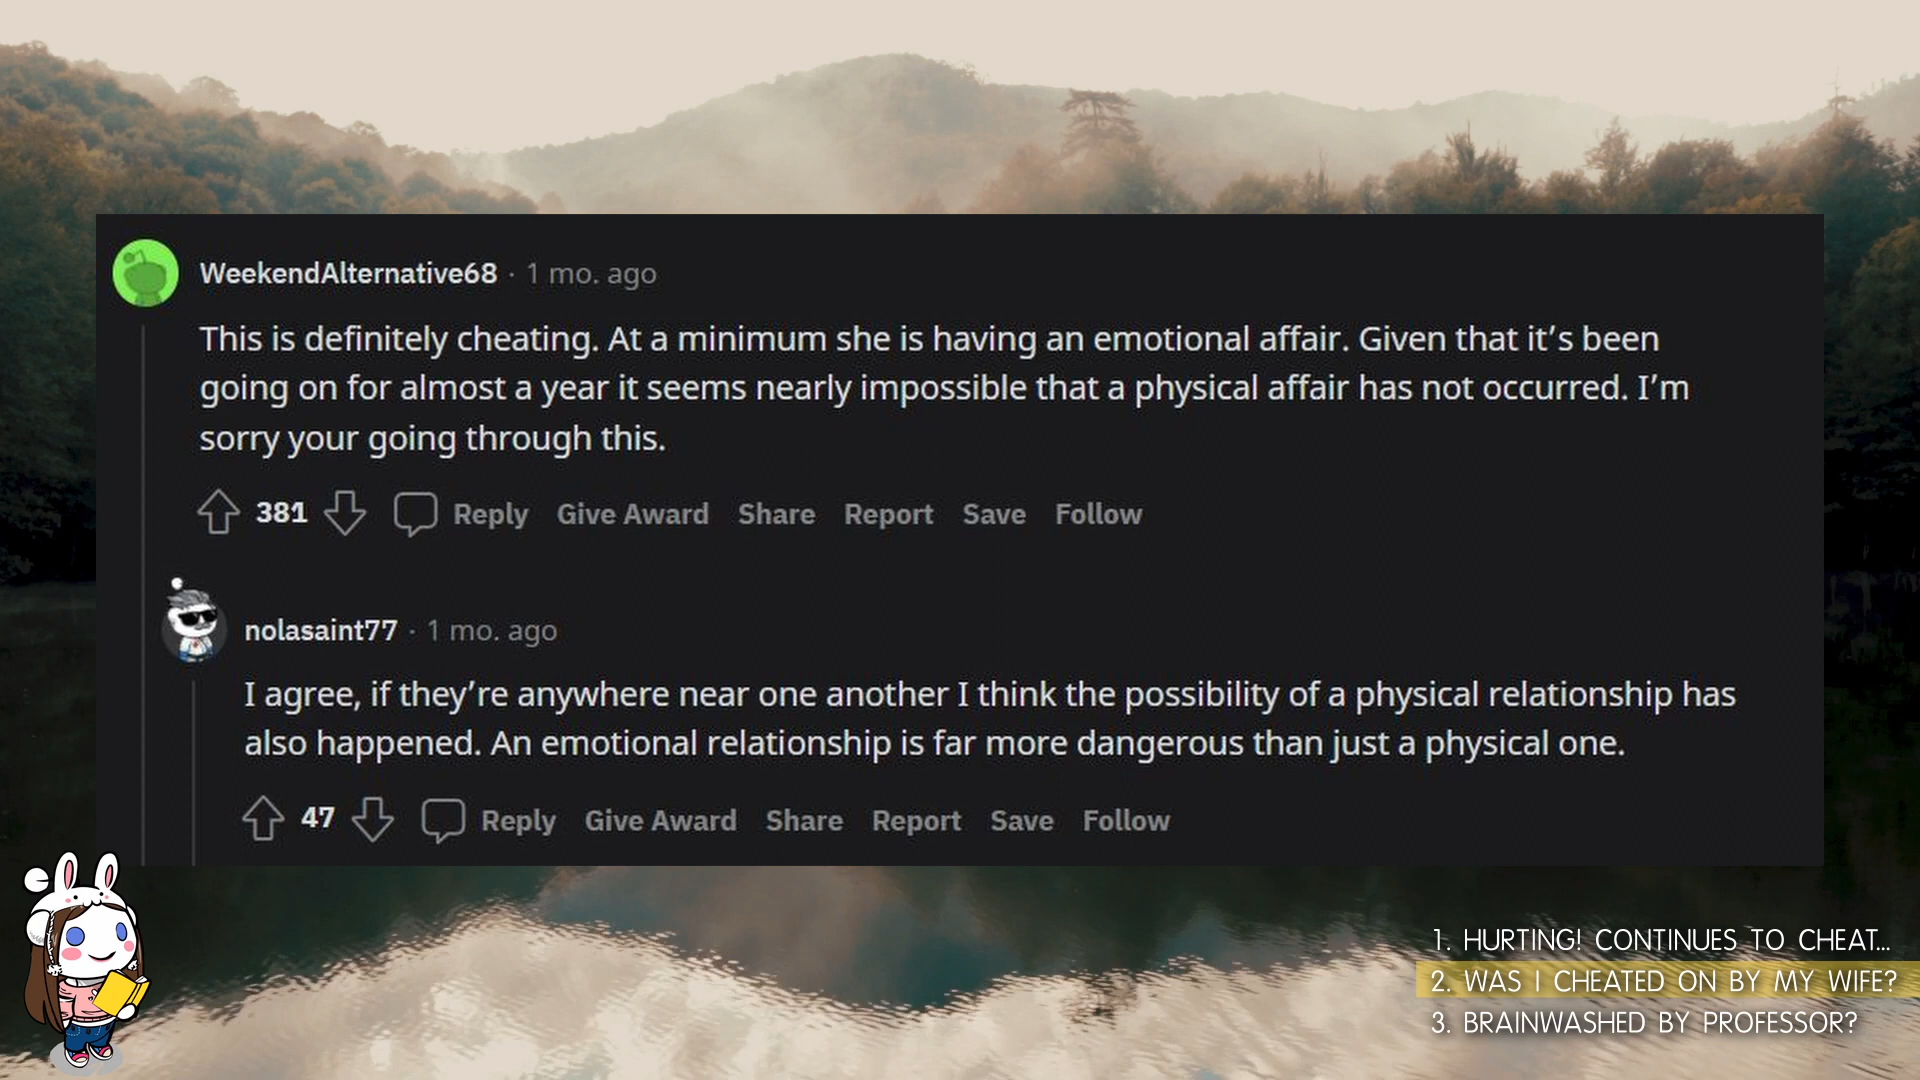 WeekendAlternative68 · 1 mo. ago
This is definitely cheating. At a minimum she is having an emotional affair. Given that it’s been
going on for almost a year it seems nearly impossible that a physical affair has not occurred. I’m
sorry your going through this.
381 Reply Give Award Share Report Save Follow
nolasaint77 · 1 mo. ago
I agree, if they’re anywhere near one another I think the possibility of a physical relationship has
also happened. An emotional relationship is far more dangerous than just a physical one.
47 Reply Give Award Share Report Save Follow
1. HURTING! CONTINUES TO CHEAT...
2. WAS I CHEATED ON BY MY WIFE?
3. BRAINWASHED BY PROFESSOR?